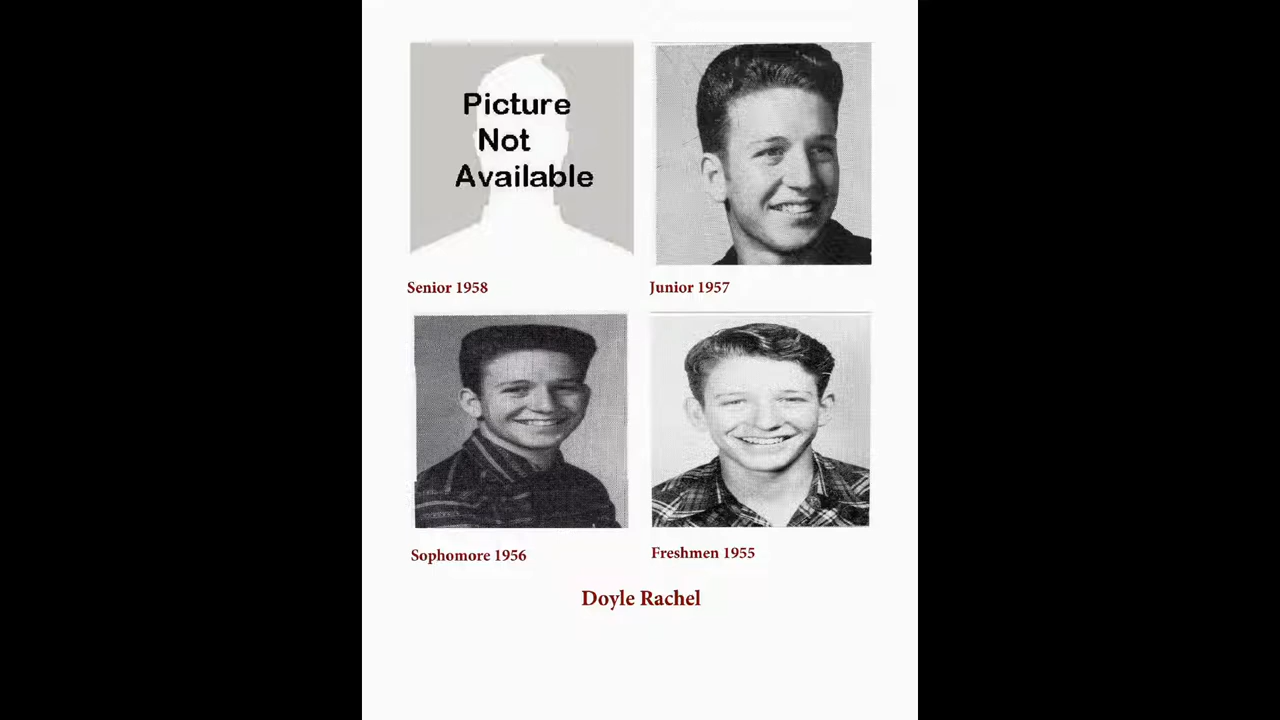 Picture
Not
Available
Senior 1958
Junior 1957
Sophomore 1956
Freshmen 1955
Doyle Rachel